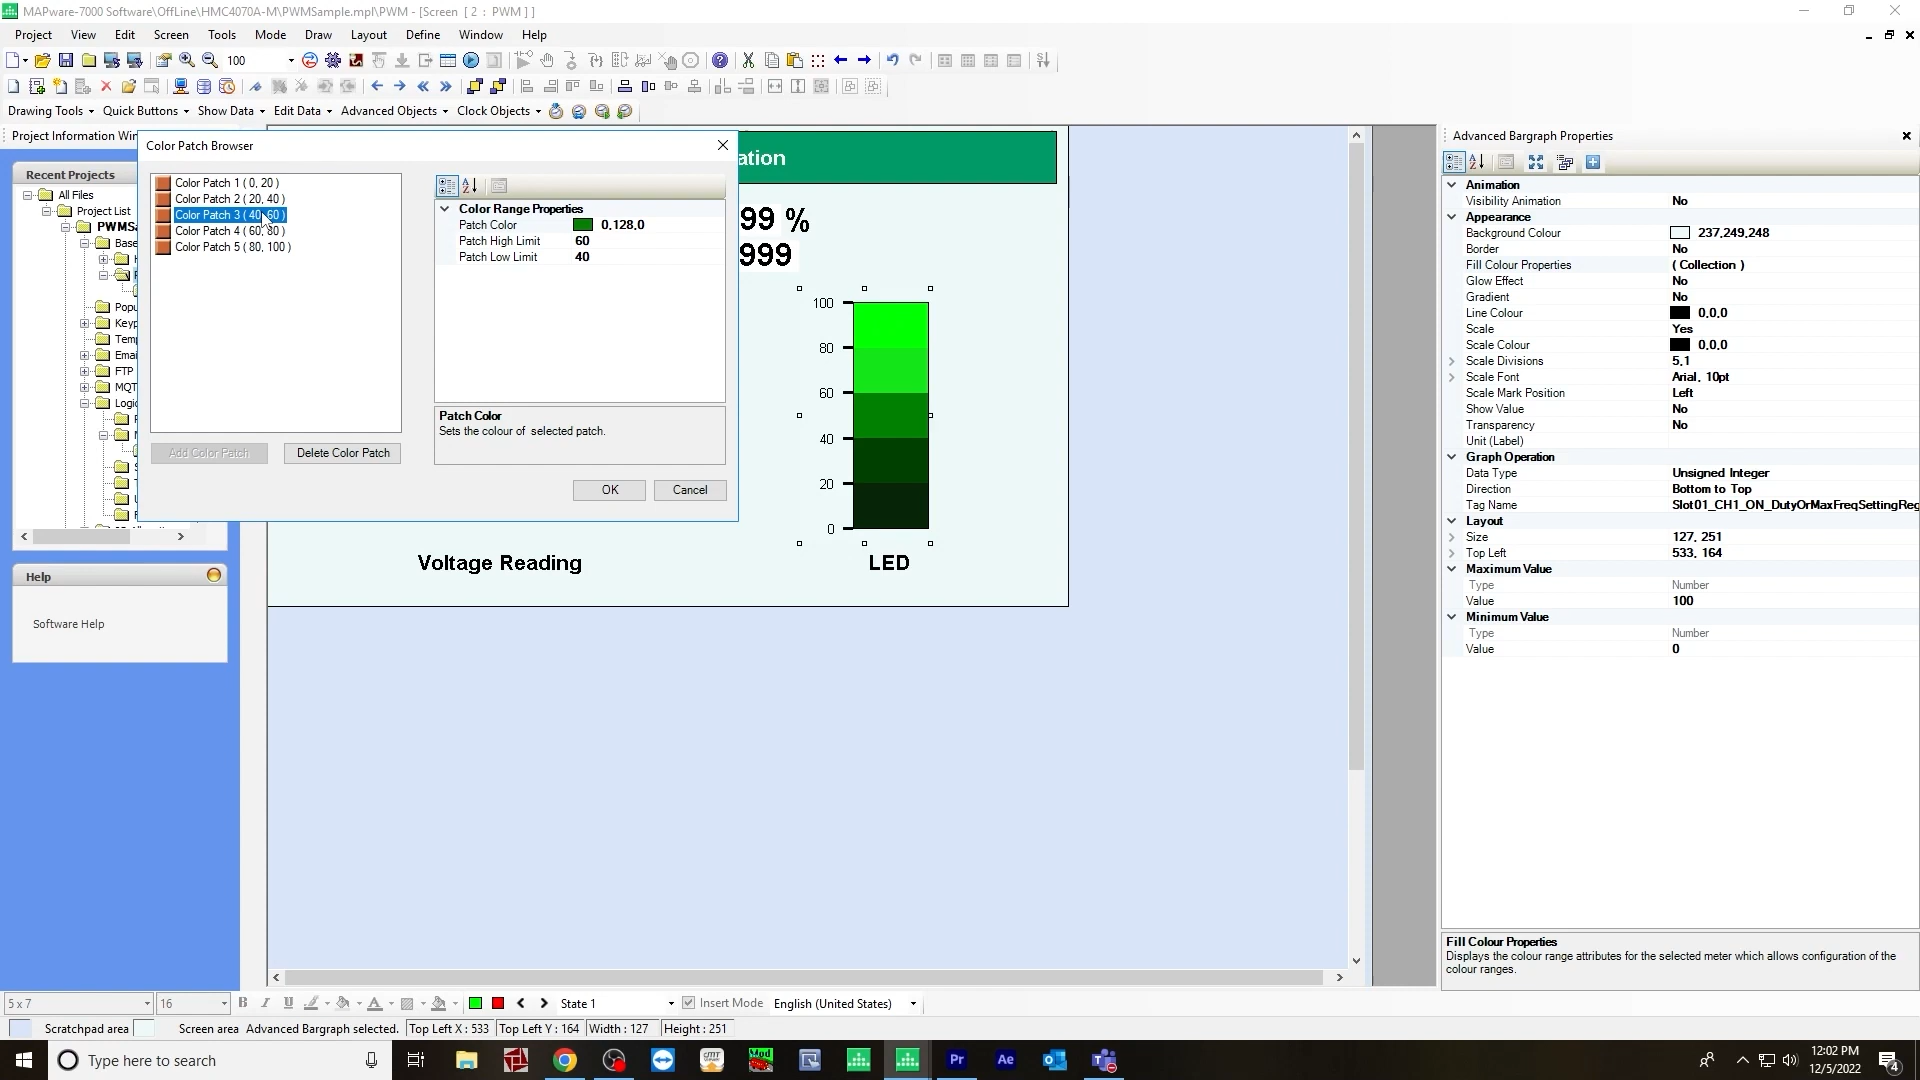 MAPware-7000 Software\OffLine\HMC4070A-M\PWMSample.mpl\PWM - [Screen [ 2 : PWM ] ]
Project View Edit Screen Tools Mode Draw Layout Define Window Help
100
Drawing Tools Quick Buttons Show Data Edit Data Advanced Objects Clock Objects
Project Information Win
Recent Projects
All Files
Project List
PWMSa
Base
Popu
Keyp
Temp
Emai
FTP
MQT
Logic
Help
Software Help
Color Patch Browser
Color Patch 1 ( 0, 20 )
Color Patch 2 ( 20, 40 )
Color Patch 3 ( 40, 60 )
Color Patch 4 ( 60, 80 )
Color Patch 5 ( 80, 100 )
Add Color Patch Delete Color Patch
Color Range Properties
Patch Color 0,128,0
Patch High Limit 60
Patch Low Limit 40
Patch Color
Sets the colour of selected patch.
OK Cancel
ation
99 %
999
100
80
60
40
20
0
Voltage Reading LED
Advanced Bargraph Properties
Animation
Visibility Animation No
Appearance
Background Colour 237,249,248
Border No
Fill Colour Properties ( Collection )
Glow Effect No
Gradient No
Line Colour 0,0,0
Scale Yes
Scale Colour 0,0,0
Scale Divisions 5,1
Scale Font Arial, 10pt
Scale Mark Position Left
Show Value No
Transparency No
Unit (Label)
Graph Operation
Data Type Unsigned Integer
Direction Bottom to Top
Tag Name Slot01_CH1_ON_DutyOrMaxFreqSettingReg
Layout
Size 127, 251
Top Left 533, 164
Maximum Value
Type Number
Value 100
Minimum Value
Type Number
Value 0
Fill Colour Properties
Displays the colour range attributes for the selected meter which allows configuration of the
colour ranges.
5 x 7 16 B I U State 1 Insert Mode English (United States)
Scratchpad area Screen area Advanced Bargraph selected. Top Left X : 533 Top Left Y : 164 Width : 127 Height : 251
Type here to search
Pr Ae
12:02 PM
12/5/2022
4